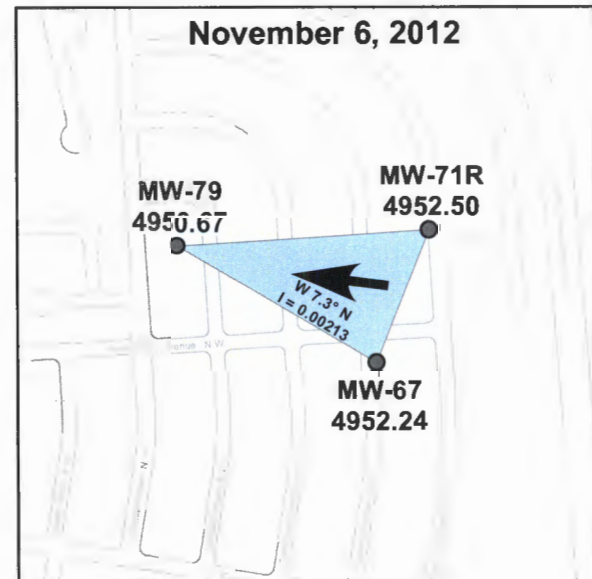 November 6, 2012
MW-71R
4952.50
MW-79
4950.67
W 7.3° N
I = 0.00213
N W
MW-67
4952.24
N